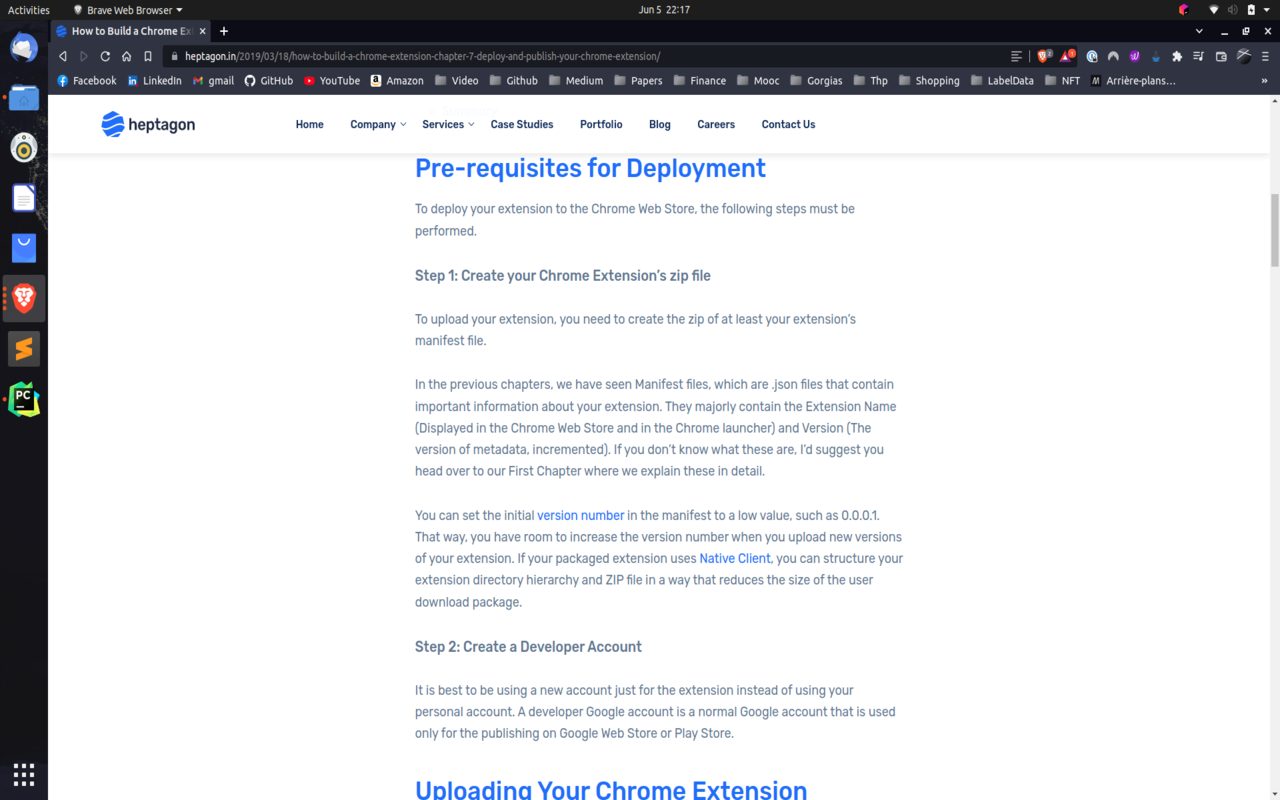 Activities
Brave Web Browser
Jun 5 22:17
How to Build a Chrome Ex
heptagon.in/2019/03/18/how-to-build-a-chrome-extension-chapter-7-deploy-and-publish-your-chrome-extension/
Facebook LinkedIn gmail GitHub YouTube Amazon Video Github Medium Papers Finance Mooc Gorgias Thp Shopping LabelData NFT Arrière-plans...
heptagon
Home Company Services Case Studies Portfolio Blog Careers Contact Us
Pre-requisites for Deployment
To deploy your extension to the Chrome Web Store, the following steps must be
performed.
Step 1: Create your Chrome Extension's zip file
To upload your extension, you need to create the zip of at least your extension's
manifest file.
In the previous chapters, we have seen Manifest files, which are .json files that contain
important information about your extension. They majorly contain the Extension Name
(Displayed in the Chrome Web Store and in the Chrome launcher) and Version (The
version of metadata, incremented). If you don't know what these are, I'd suggest you
head over to our First Chapter where we explain these in detail.
You can set the initial version number in the manifest to a low value, such as 0.0.0.1.
That way, you have room to increase the version number when you upload new versions
of your extension. If your packaged extension uses Native Client, you can structure your
extension directory hierarchy and ZIP file in a way that reduces the size of the user
download package.
Step 2: Create a Developer Account
It is best to be using a new account just for the extension instead of using your
personal account. A developer Google account is a normal Google account that is used
only for the publishing on Google Web Store or Play Store.
Uploading Your Chrome Extension
PC